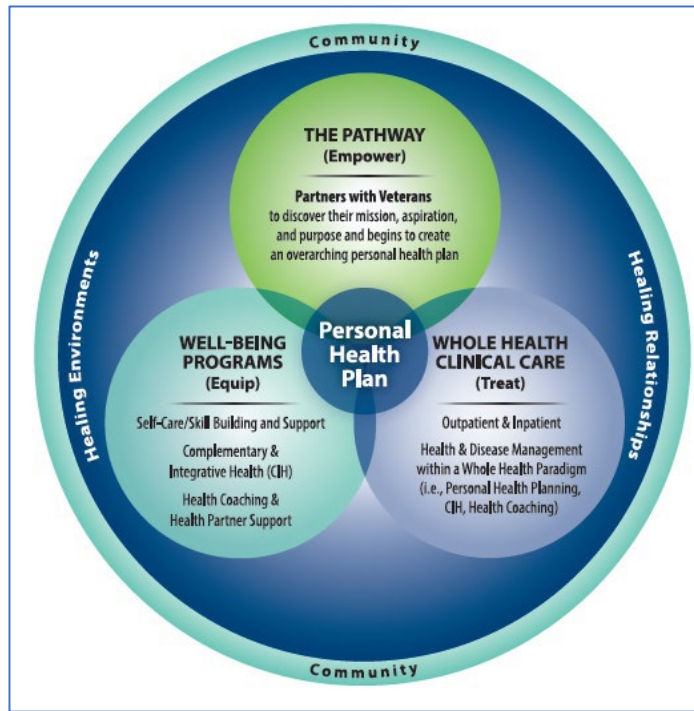 Community
THE PATHWAY
(Empower)
Partners with Veterans
to discover their mission, aspiration,
and purpose and begins to create
an overarching personal health plan
Healing Environments
Healing Relationships
Personal
Health
Plan
WELL-BEING
PROGRAMS
(Equip)
Self-Care/Skill Building and Support
Complementary &
Integrative Health (CIH)
Health Coaching &
Health Partner Support
WHOLE HEALTH
CLINICAL CARE
(Treat)
Outpatient & Inpatient
Health & Disease Management
within a Whole Health Paradigm
(i.e., Personal Health Planning,
CIH, Health Coaching)
Community